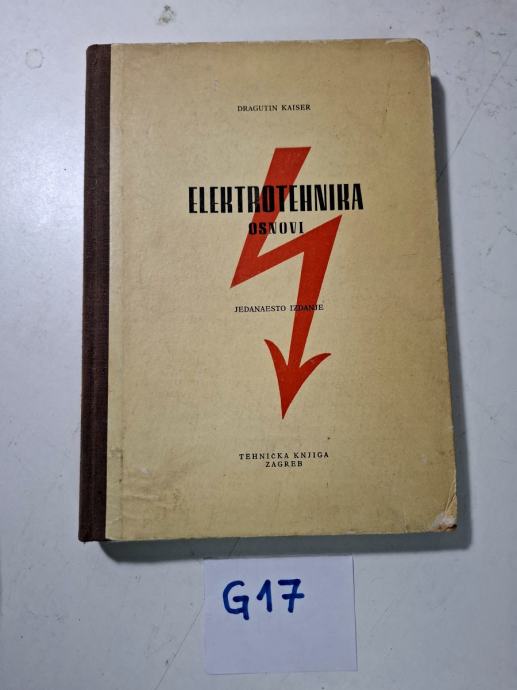 DRAGUTIN KAISER
ELEKTROTEHNIKA
OSNOVI
JEDANAESTO IZDANJE
TEHNIČKA KNJIGA
ZAGREB
G17